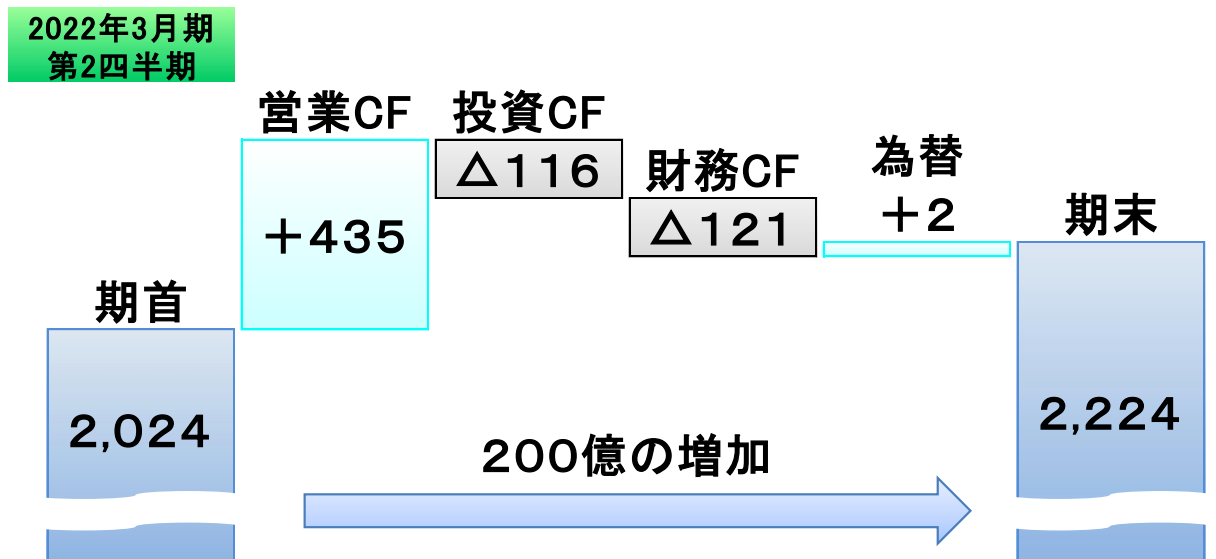 2022年3月期
第2四半期
営業CF
投資CF
財務CF
為替
期末
期首
＋435
△116
△121
＋2
2,024
2,224
200億の増加